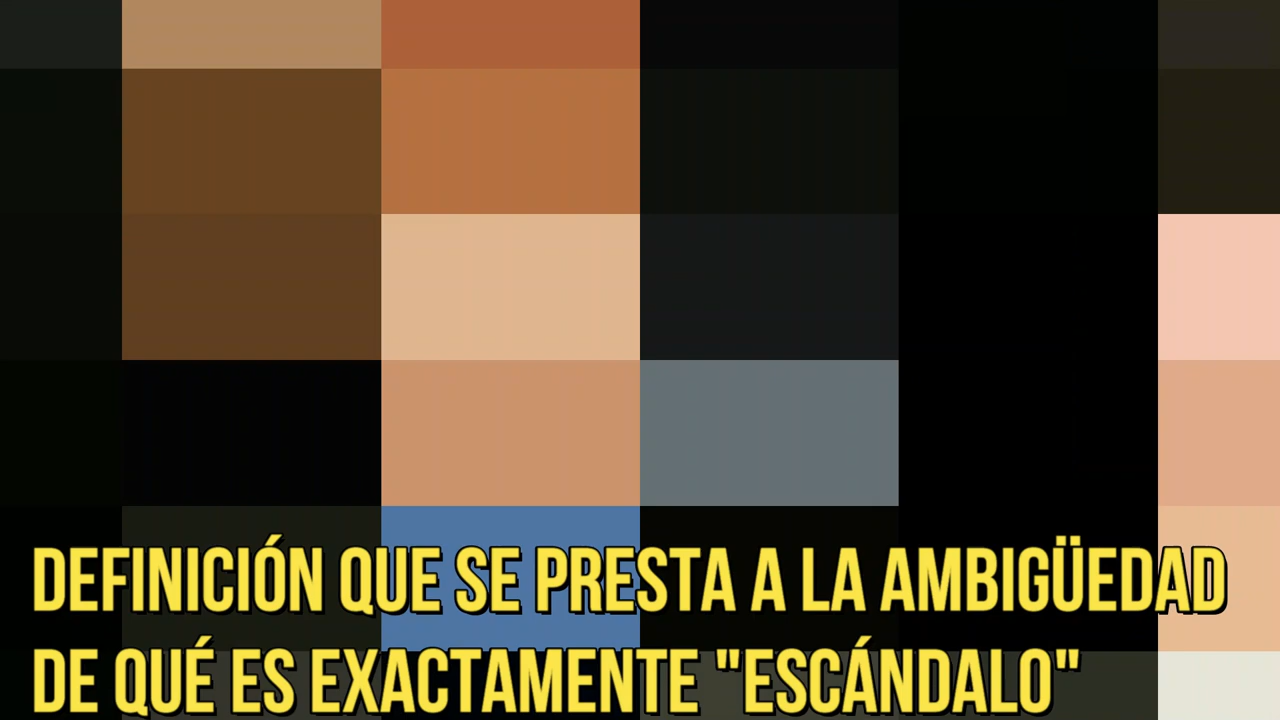 DEFINICIÓN QUE SE PRESTA A LA AMBIGÜEDAD
DE QUÉ ES EXACTAMENTE "ESCÁNDALO"